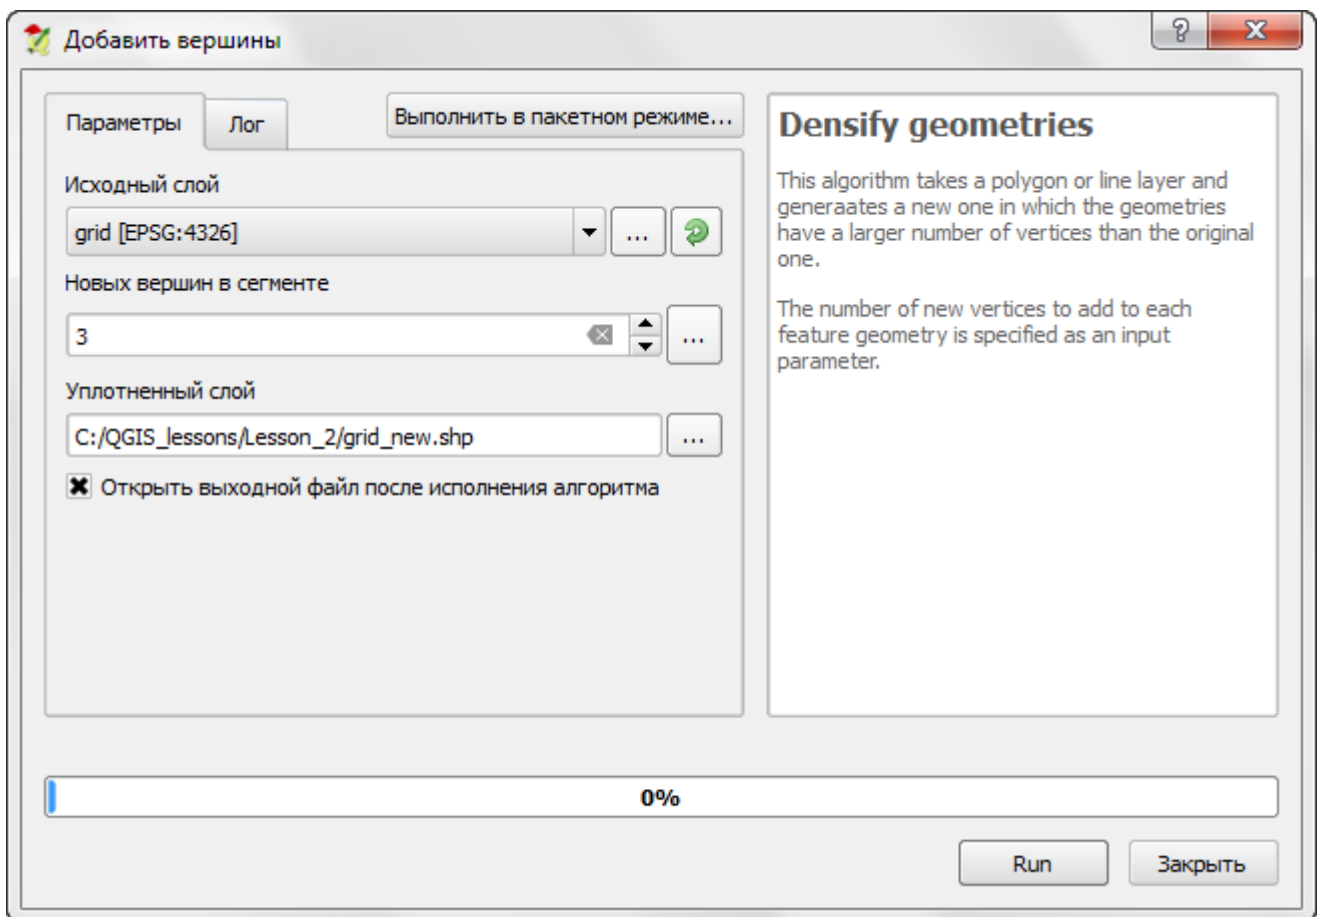 Добавить вершины
Параметры
Лог
Выполнить в пакетном режиме...
Исходный слой
grid [EPSG:4326]
...
Новых вершин в сегменте
3
...
Уплотненный слой
C:/QGIS_lessons/Lesson_2/grid_new.shp
...
Открыть выходной файл после исполнения алгоритма
Densify geometries
This algorithm takes a polygon or line layer and
generaates a new one in which the geometries
have a larger number of vertices than the original
one.
The number of new vertices to add to each
feature geometry is specified as an input
parameter.
0%
Run
Закрыть